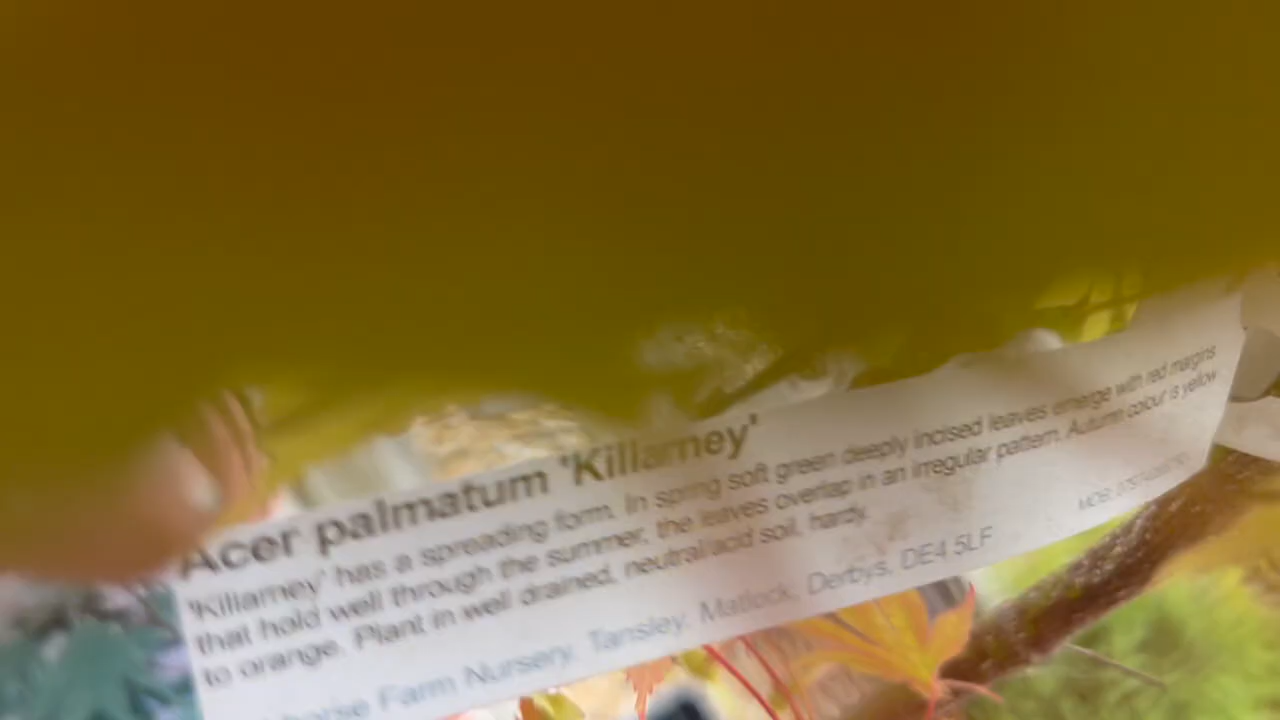 Acer palmatum 'Killarney'
'Killarney' has a spreading form. In spring soft green deeply incised leaves emerge with red margins
that hold well through the summer, the leaves overlap in an irregular pattern. Autumn colour is yellow
to orange. Plant in well drained, neutral/acid soil, hardy.
Farm Nursery, Tansley, Matlock, Derbys, DE4 5LF
MOB: